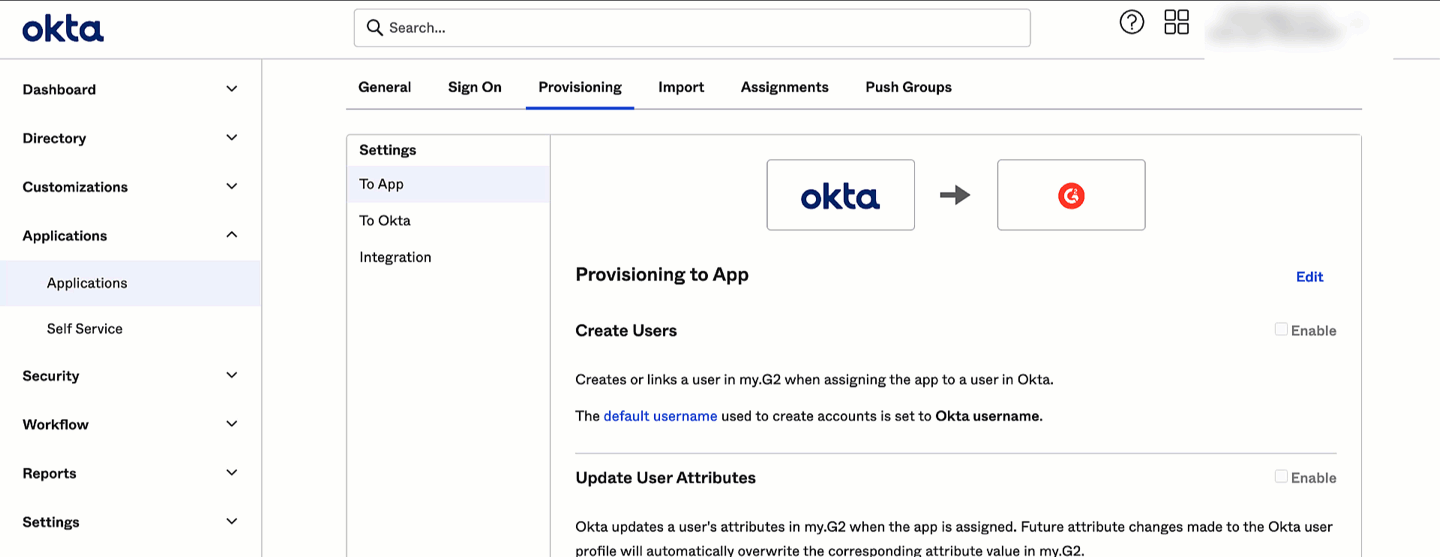 okta
Search...
Dashboard
Directory
Customizations
Applications
Applications
Self Service
Security
Workflow
Reports
Settings
General Sign On Provisioning Import Assignments Push Groups
Settings
To App
To Okta
Integration
okta
Provisioning to App
Edit
Create Users
Enable
Creates or links a user in my.G2 when assigning the app to a user in Okta.
The default username used to create accounts is set to Okta username.
Update User Attributes
Enable
Okta updates a user's attributes in my.G2 when the app is assigned. Future attribute changes made to the Okta user
profile will automatically overwrite the corresponding attribute value in my.G2.